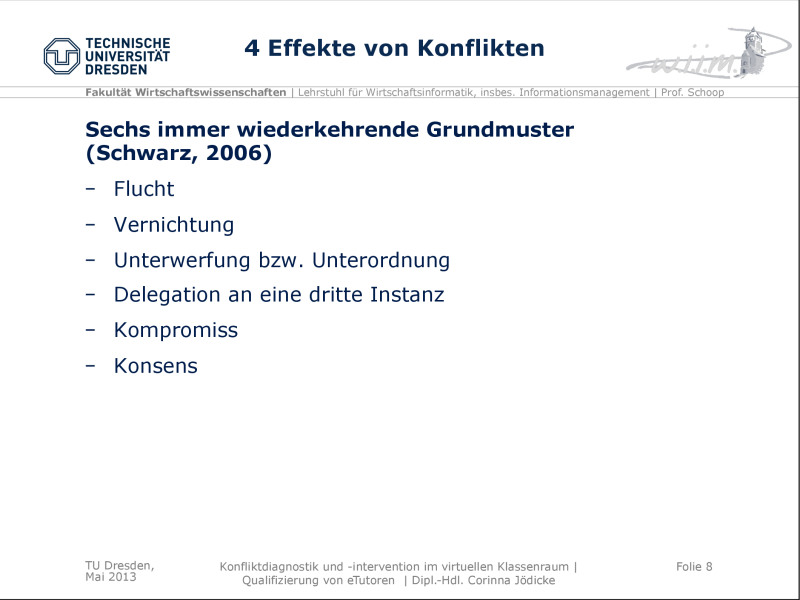 TECHNISCHE
UNIVERSITÄT
DRESDEN
4 Effekte von Konflikten
w.i.i.m.
Fakultät Wirtschaftswissenschaften | Lehrstuhl für Wirtschaftsinformatik, insbes. Informationsmanagement | Prof. Schoop
Sechs immer wiederkehrende Grundmuster
(Schwarz, 2006)
– Flucht
– Vernichtung
– Unterwerfung bzw. Unterordnung
– Delegation an eine dritte Instanz
– Kompromiss
– Konsens
TU Dresden,
Mai 2013
Konfliktdiagnostik und -intervention im virtuellen Klassenraum |
Qualifizierung von eTutoren | Dipl.-Hdl. Corinna Jödicke
Folie 8